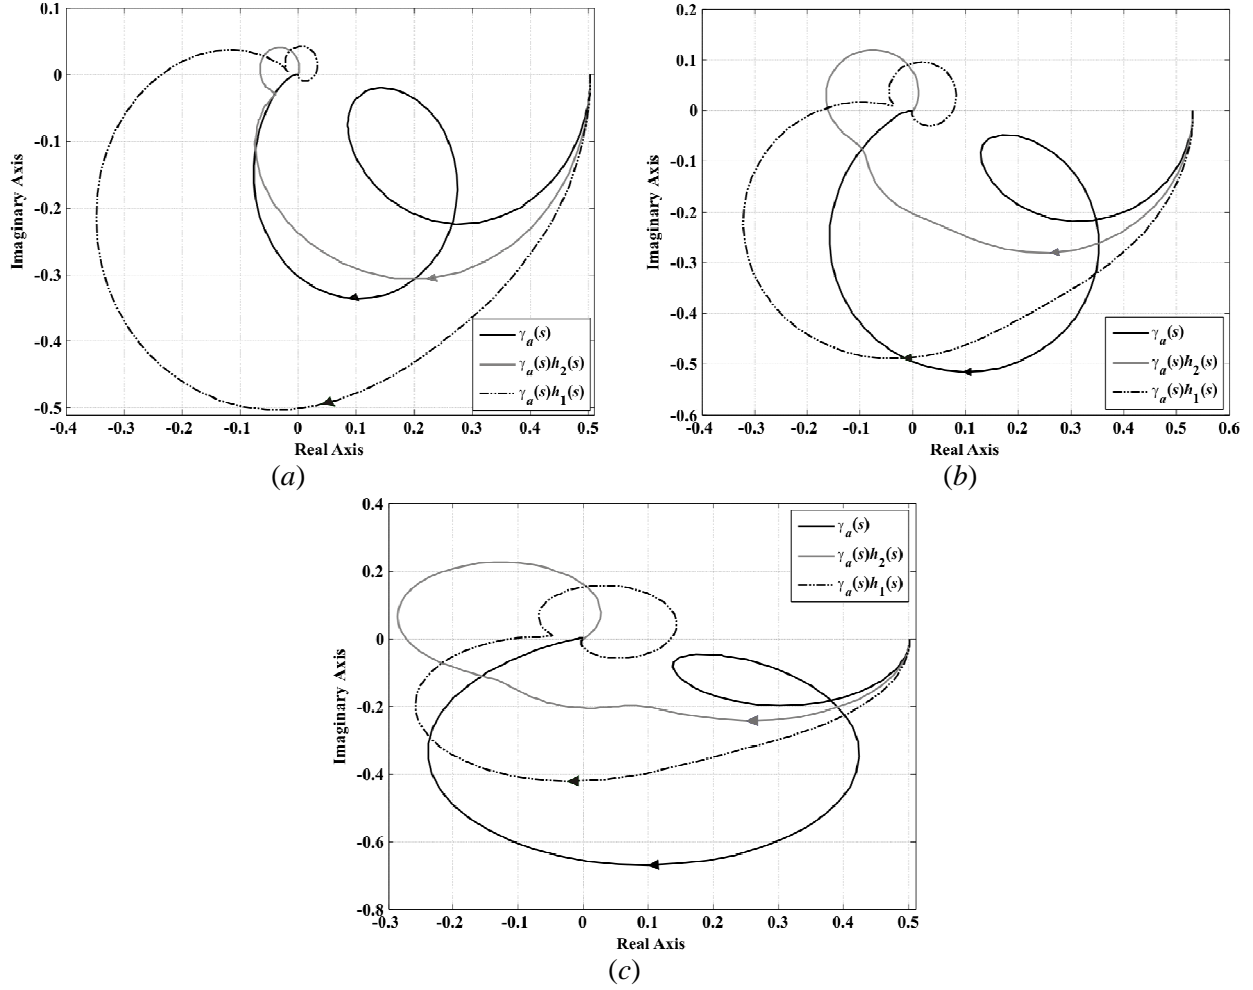 0.1
0
-0.1
-0.2
-0.3
-0.4
-0.5
Imaginary Axis
-0.4 -0.3 -0.2 -0.1 0 0.1 0.2 0.3 0.4 0.5
Real Axis
γa(s)
γa(s)h2(s)
γa(s)h1(s)
(a)
0.2
0.1
0
-0.1
-0.2
-0.3
-0.4
-0.5
-0.6
Imaginary Axis
-0.4 -0.3 -0.2 -0.1 0 0.1 0.2 0.3 0.4 0.5 0.6
Real Axis
γa(s)
γa(s)h2(s)
γa(s)h1(s)
(b)
0.4
0.2
0
-0.2
-0.4
-0.6
-0.8
Imaginary Axis
-0.3 -0.2 -0.1 0 0.1 0.2 0.3 0.4 0.5
Real Axis
γa(s)
γa(s)h2(s)
γa(s)h1(s)
(c)